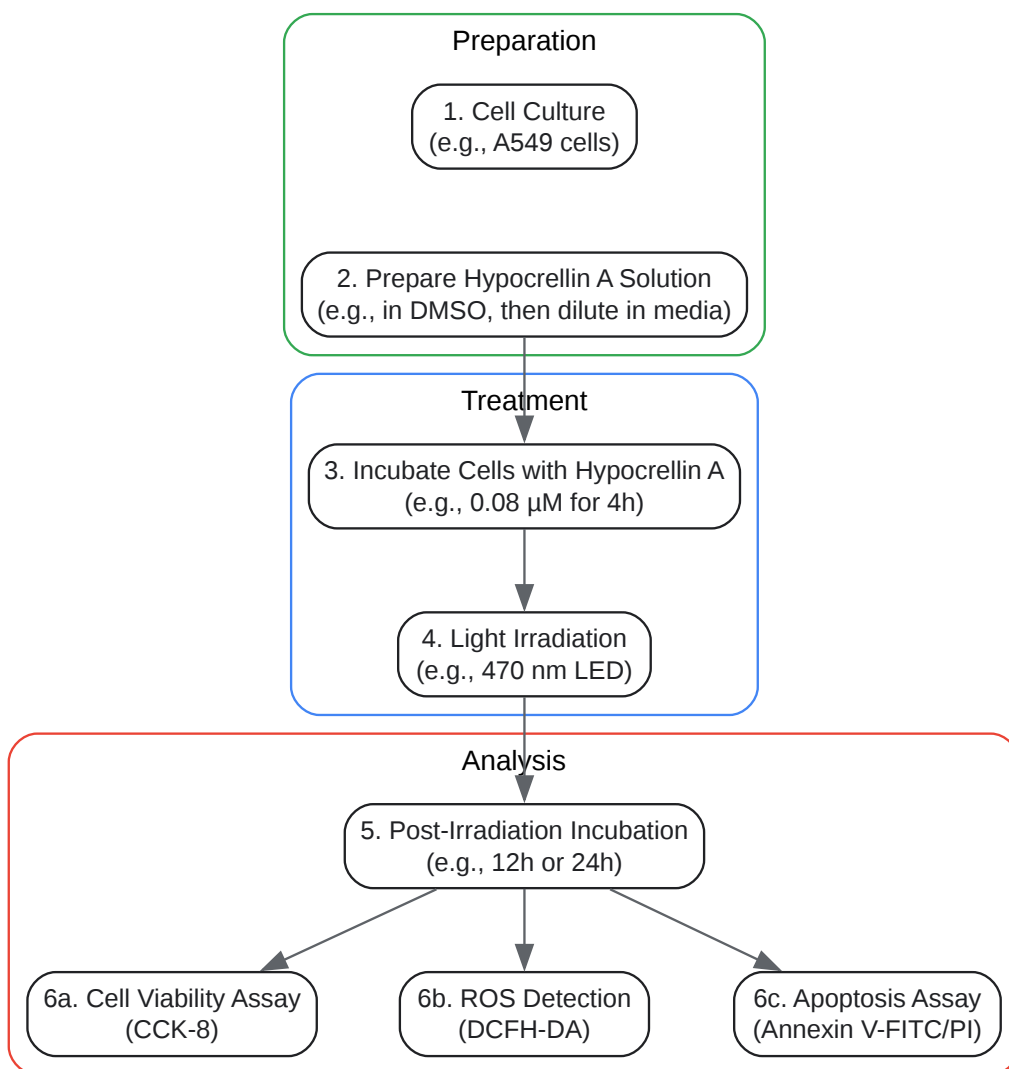 Preparation
1. Cell Culture
(e.g., A549 cells)
2. Prepare Hypocrellin A Solution
(e.g., in DMSO, then dilute in media)
Treatment
3. Incubate Cells with Hypocrellin A
(e.g., 0.08 µM for 4h)
4. Light Irradiation
(e.g., 470 nm LED)
Analysis
5. Post-Irradiation Incubation
(e.g., 12h or 24h)
6a. Cell Viability Assay
(CCK-8)
6b. ROS Detection
(DCFH-DA)
6c. Apoptosis Assay
(Annexin V-FITC/PI)